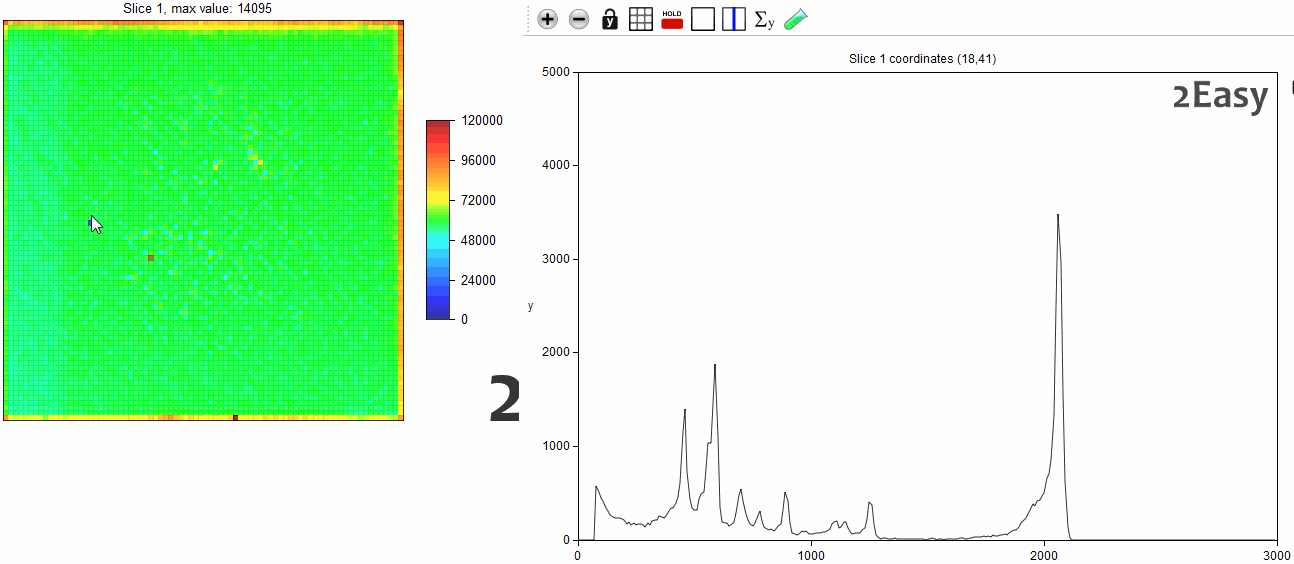 Slice 1, max value: 14095
120000
96000
72000
48000
24000
0
2
y
HOLD
Σy
Slice 1 coordinates (18,41)
2Easy
5000
4000
3000
2000
1000
0
y
0 1000 2000 3000